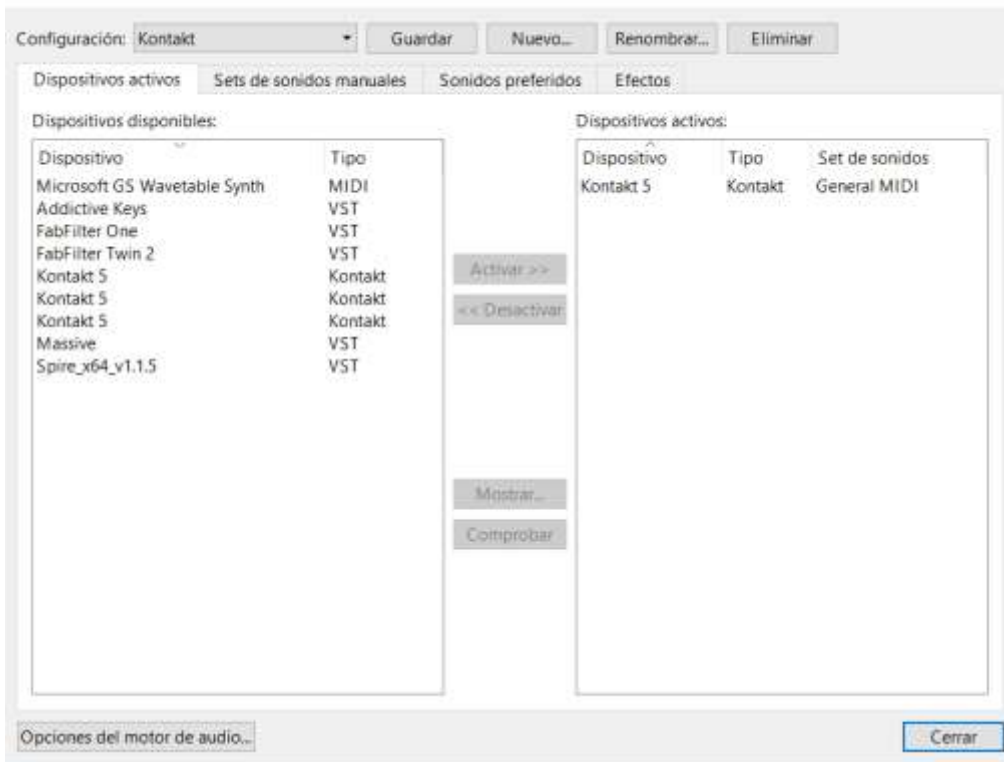 Configuración: Kontakt Guardar Nuevo... Renombrar... Eliminar
Dispositivos activos Sets de sonidos manuales Sonidos preferidos Efectos
Dispositivos disponibles:
Dispositivo Tipo
Microsoft GS Wavetable Synth MIDI
Addictive Keys VST
FabFilter One VST
FabFilter Twin 2 VST
Kontakt 5 Kontakt
Kontakt 5 Kontakt
Kontakt 5 Kontakt
Massive VST
Spire_x64_v1.1.5 VST
Activar >>
<< Desactivar
Mostrar...
Comprobar
Dispositivos activos:
Dispositivo Tipo Set de sonidos
Kontakt 5 Kontakt General MIDI
Opciones del motor de audio... Cerrar